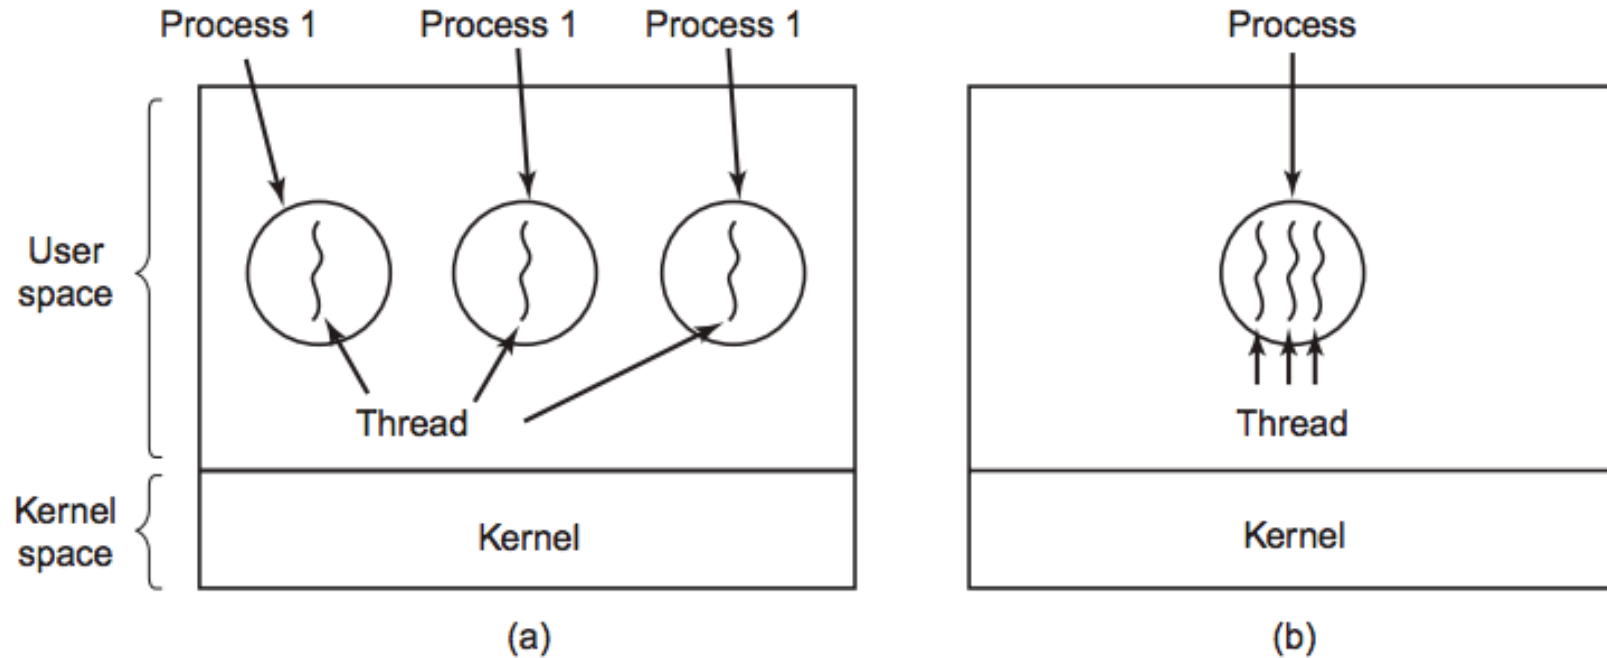 Process 1
Process 1
Process 1
Process
User
space
Thread
Thread
Kernel
space
Kernel
Kernel
(a)
(b)